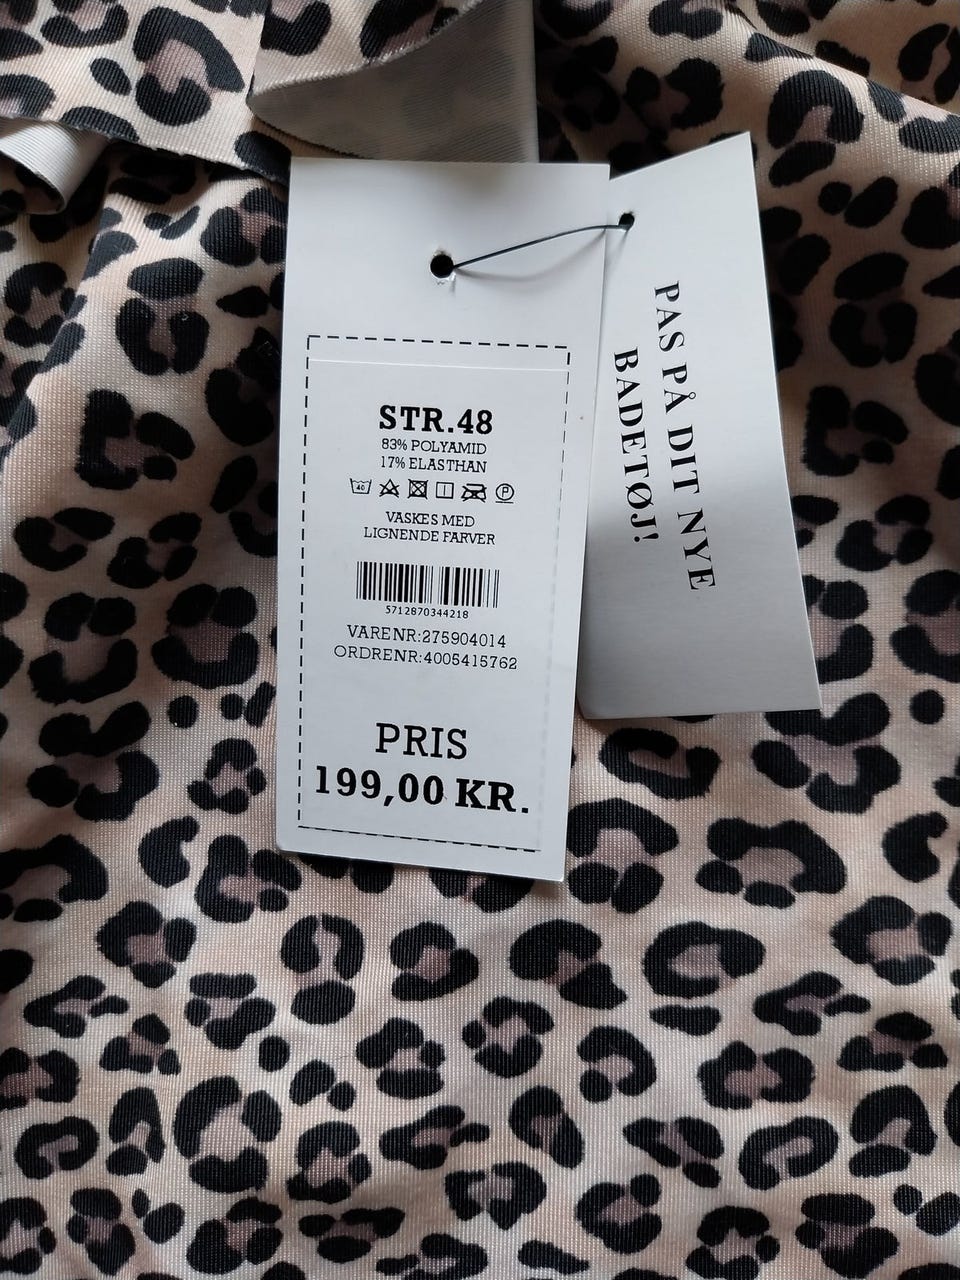 STR.48
83% POLYAMID
17% ELASTHAN
40
P
VASKES MED
LIGNENDE FARVER
5712870344218
VARENR:275904014
ORDRENR:4005415762
PRIS
199,00 KR.
PAS PÅ DIT NYE
BADETØJ!